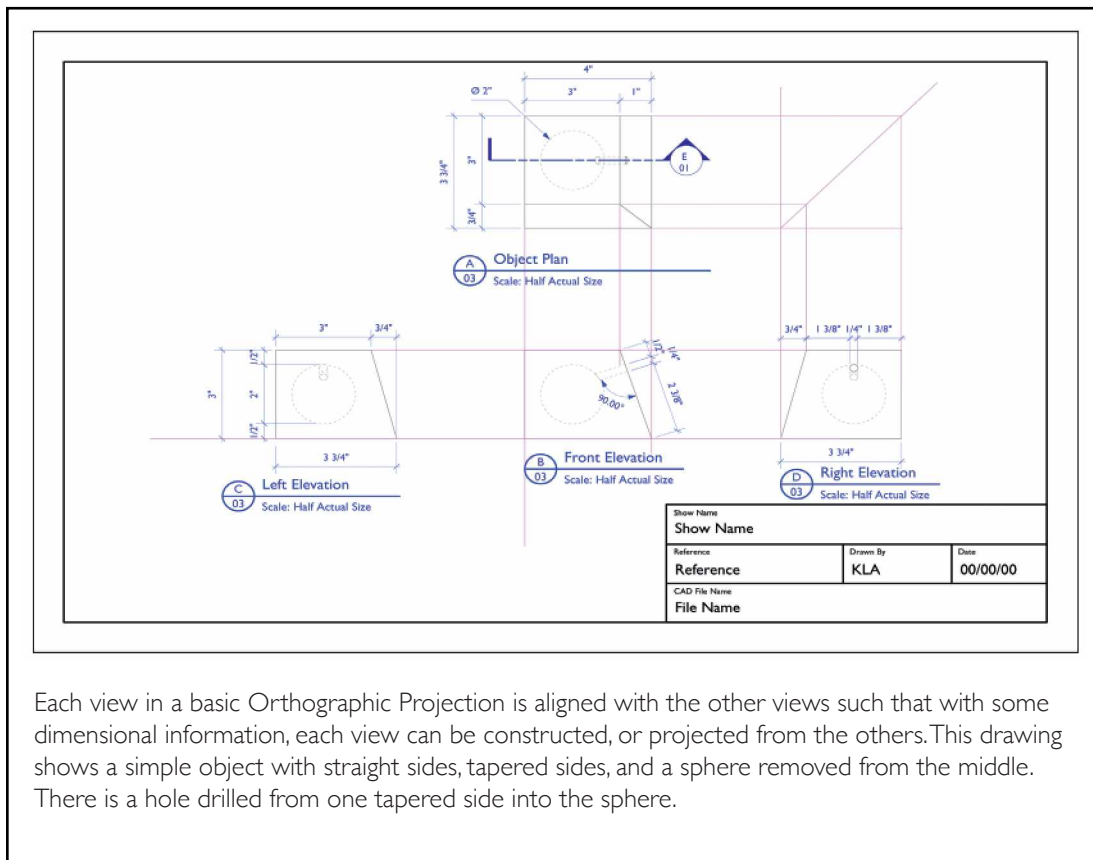 4"
3"
1"
Ø 2"
3 3/4"
3"
3/4"
E
01
A
03
Object Plan
Scale: Half Actual Size
3"
3/4"
1/2"
3"
2"
1/2"
3 3/4"
C
03
Left Elevation
Scale: Half Actual Size
1/2"
1/4"
2 3/8"
90.00°
B
03
Front Elevation
Scale: Half Actual Size
3/4"
1 3/8"
1/4"
1 3/8"
3 3/4"
D
03
Right Elevation
Scale: Half Actual Size
Show Name
Show Name
Reference
Reference
Drawn By
KLA
Date
00/00/00
CAD File Name
File Name
Each view in a basic Orthographic Projection is aligned with the other views such that with some
dimensional information, each view can be constructed, or projected from the others. This drawing
shows a simple object with straight sides, tapered sides, and a sphere removed from the middle.
There is a hole drilled from one tapered side into the sphere.